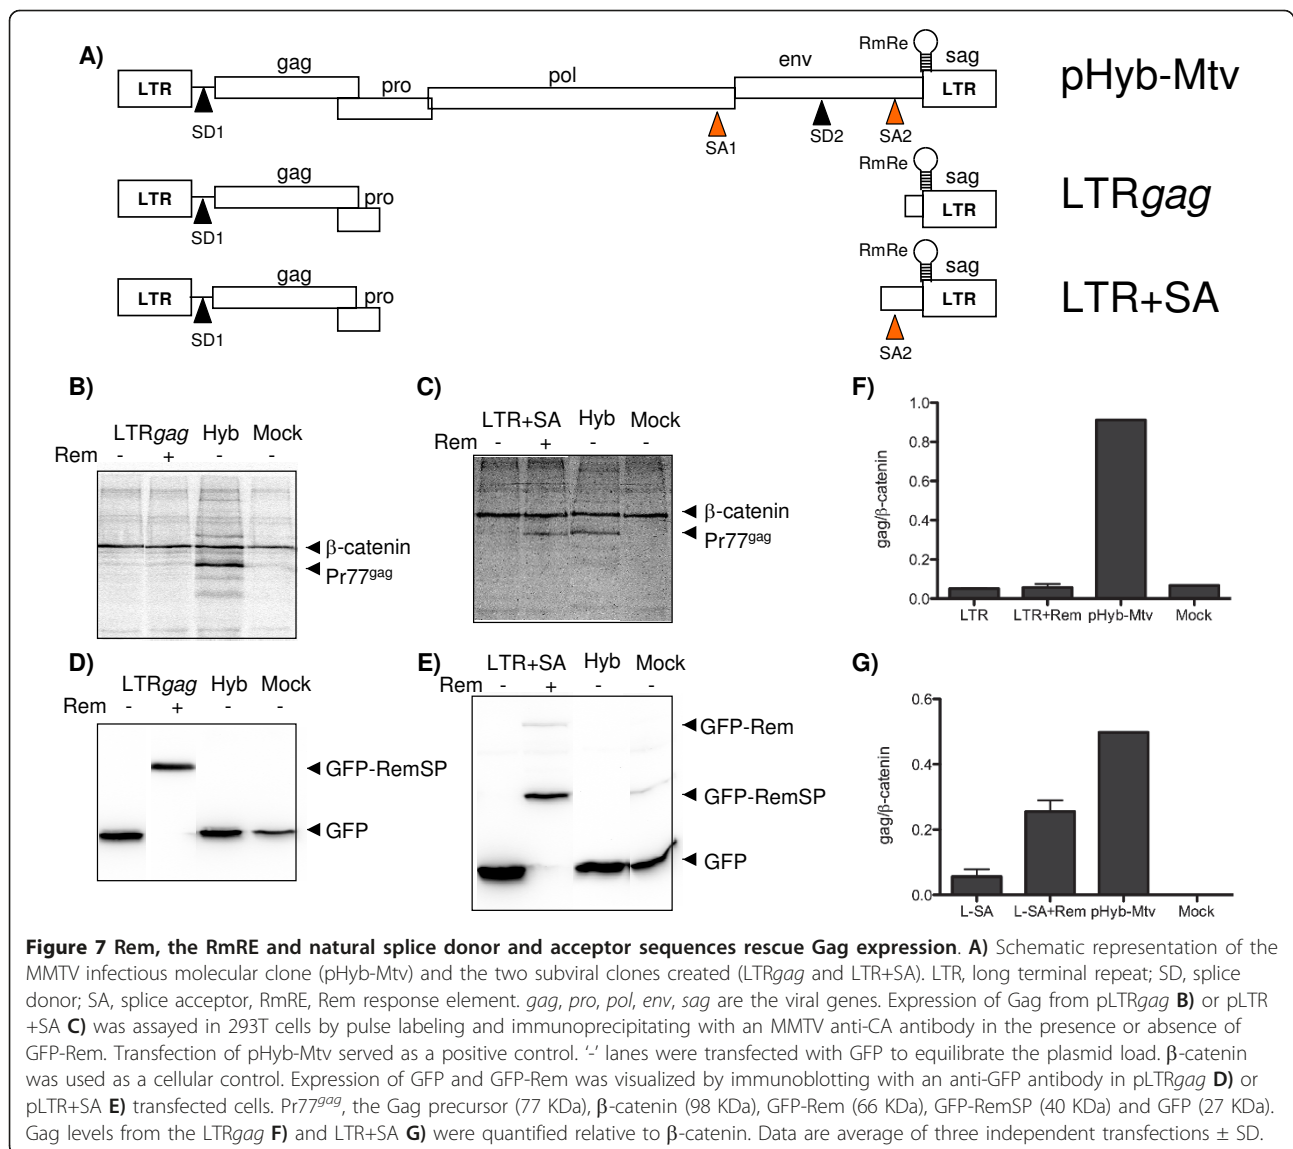 A)
RmRe
gag
pro
pol
env
sag
LTR
LTR
pHyb-Mtv
SD1
SA1
SD2
SA2
RmRe
gag
pro
sag
LTR
LTR
LTRgag
SD1
RmRe
gag
pro
sag
LTR
LTR
LTR+SA
SD1
SA2
B)
LTRgag Hyb Mock
Rem - + - -
β-catenin
Pr77gag
C)
LTR+SA Hyb Mock
Rem - + - -
β-catenin
Pr77gag
F)
1.0
0.8
0.6
0.4
0.2
0.0
gag/β-catenin
LTR LTR+Rem pHyb-Mtv Mock
D)
LTRgag Hyb Mock
Rem - + - -
GFP-RemSP
GFP
E)
LTR+SA Hyb Mock
Rem - + - -
GFP-Rem
GFP-RemSP
GFP
G)
0.6
0.4
0.2
0.0
gag/β-catenin
L-SA L-SA+Rem pHyb-Mtv Mock
Figure 7 Rem, the RmRE and natural splice donor and acceptor sequences rescue Gag expression. A) Schematic representation of the
MMTV infectious molecular clone (pHyb-Mtv) and the two subviral clones created (LTRgag and LTR+SA). LTR, long terminal repeat; SD, splice
donor; SA, splice acceptor, RmRE, Rem response element. gag, pro, pol, env, sag are the viral genes. Expression of Gag from pLTRgag B) or pLTR
+SA C) was assayed in 293T cells by pulse labeling and immunoprecipitating with an MMTV anti-CA antibody in the presence or absence of
GFP-Rem. Transfection of pHyb-Mtv served as a positive control. '-' lanes were transfected with GFP to equilibrate the plasmid load. β-catenin
was used as a cellular control. Expression of GFP and GFP-Rem was visualized by immunoblotting with an anti-GFP antibody in pLTRgag D) or
pLTR+SA E) transfected cells. Pr77gag, the Gag precursor (77 KDa), β-catenin (98 KDa), GFP-Rem (66 KDa), GFP-RemSP (40 KDa) and GFP (27 KDa).
Gag levels from the LTRgag F) and LTR+SA G) were quantified relative to β-catenin. Data are average of three independent transfections ± SD.